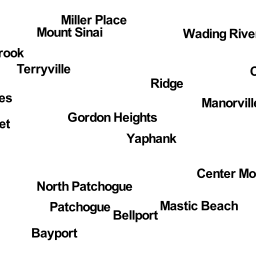 Miller Place
Mount Sinai
Wading River
rook
Terryville
Ridge
es
Manorville
Gordon Heights
et
Yaphank
Center Mo
North Patchogue
Patchogue
Mastic Beach
Bellport
Bayport